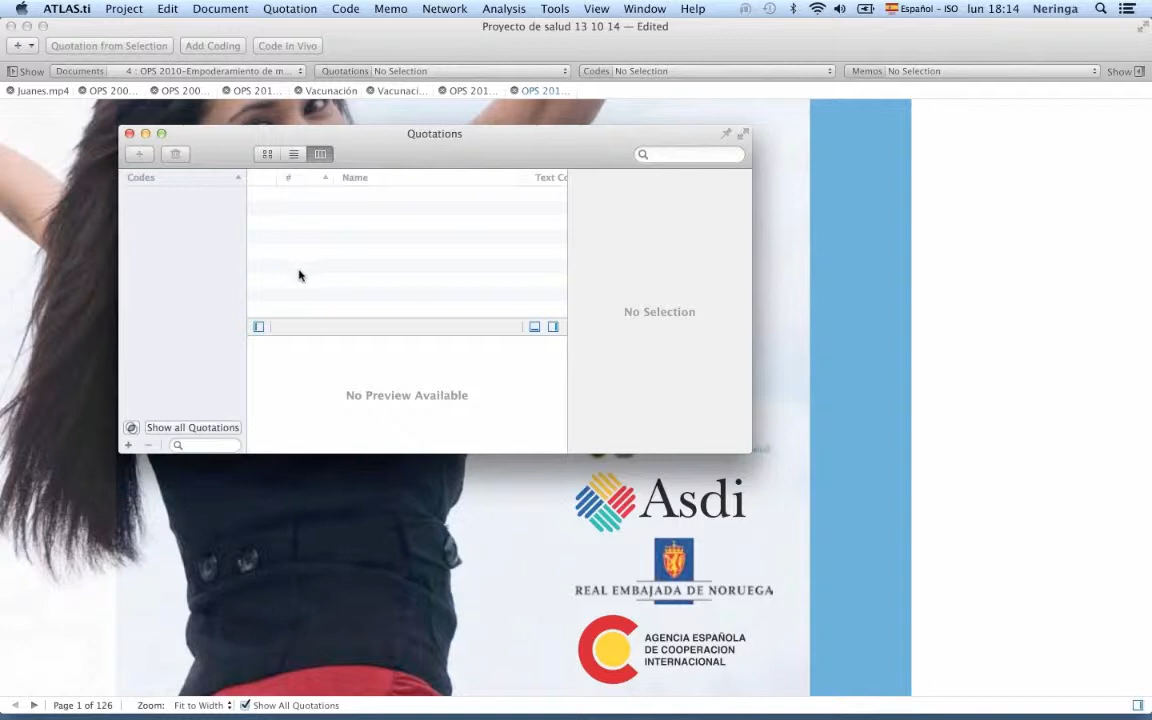 ATLAS.ti Project Edit Document Quotation Code Memo Network Analysis Tools View Window Help Español – ISO lun 18:14 Neringa
Proyecto de salud 13 10 14 — Edited
+ Quotation from Selection Add Coding Code In Vivo
Show Documents 4 : OPS 2010-Empoderamiento de m... Quotations No Selection Codes No Selection Memos No Selection Show
Juanes.mp4 OPS 200... OPS 200... OPS 201... Vacunación Vacunaci... OPS 201... OPS 201...
Quotations
Codes # Name Text Co
No Selection
No Preview Available
Show all Quotations
Asdi
REAL EMBAJADA DE NORUEGA
AGENCIA ESPAÑOLA
DE COOPERACION
INTERNACIONAL
Page 1 of 126 Zoom: Fit to Width Show All Quotations